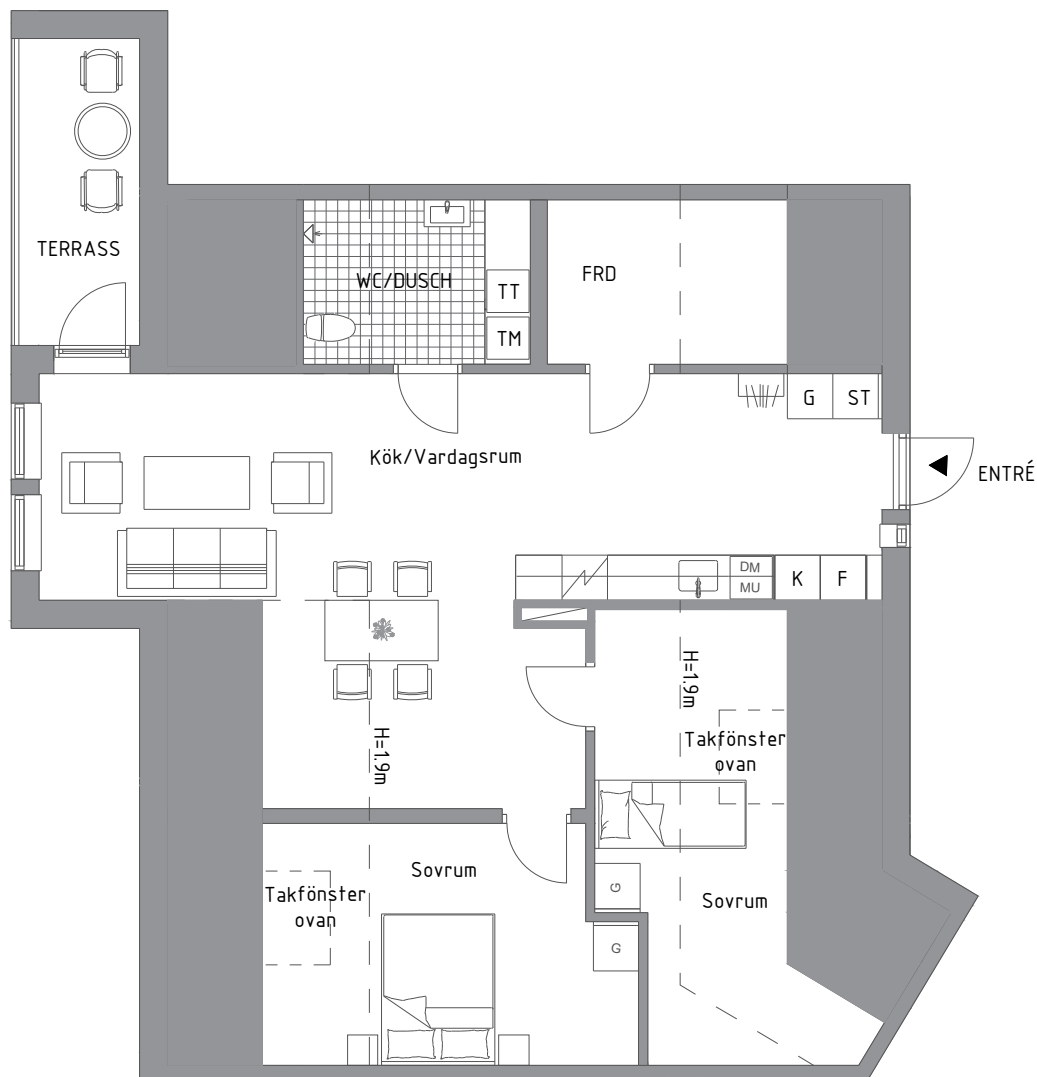 TERRASS
WC/DUSCH
FRD
TT
TM
G
ST
Kök/Vardagsrum
ENTRÉ
DM
MU
K
F
H=1.9m
H=1.9m
Takfönster
ovan
Takfönster
ovan
Sovrum
Sovrum
G
G